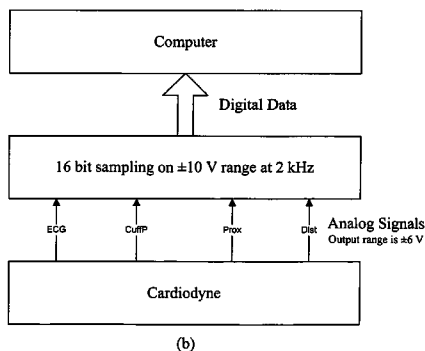 Computer
Digital Data
16 bit sampling on ±10 V range at 2 kHz
ECG CuffP Prox Dist
Analog Signals
Output range is ±6 V
Cardiodyne
(b)